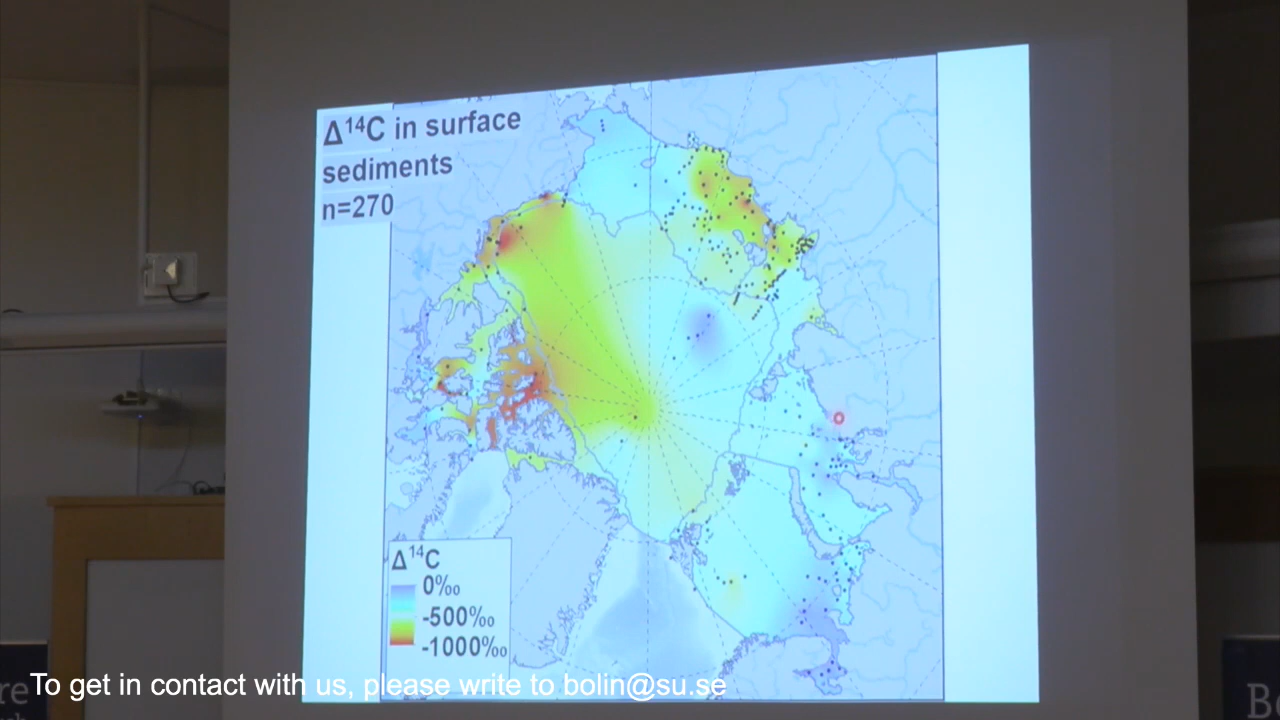 Δ¹⁴C in surface
sediments
n=270
Δ¹⁴C
0‰
-500‰
-1000‰
To get in contact with us, please write to bolin@su.se